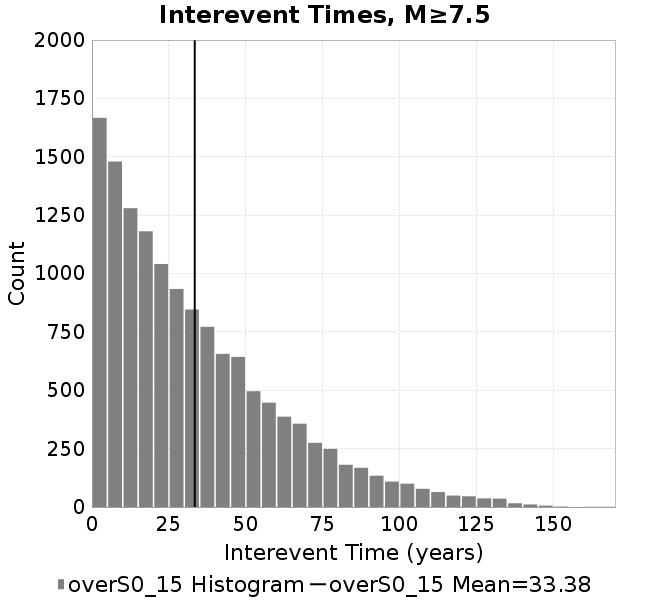 Interevent Times, M≥7.5
2000
1750
1500
1250
1000
750
500
250
0
Count
0 25 50 75 100 125 150
Interevent Time (years)
overS0_15 Histogram overS0_15 Mean=33.38